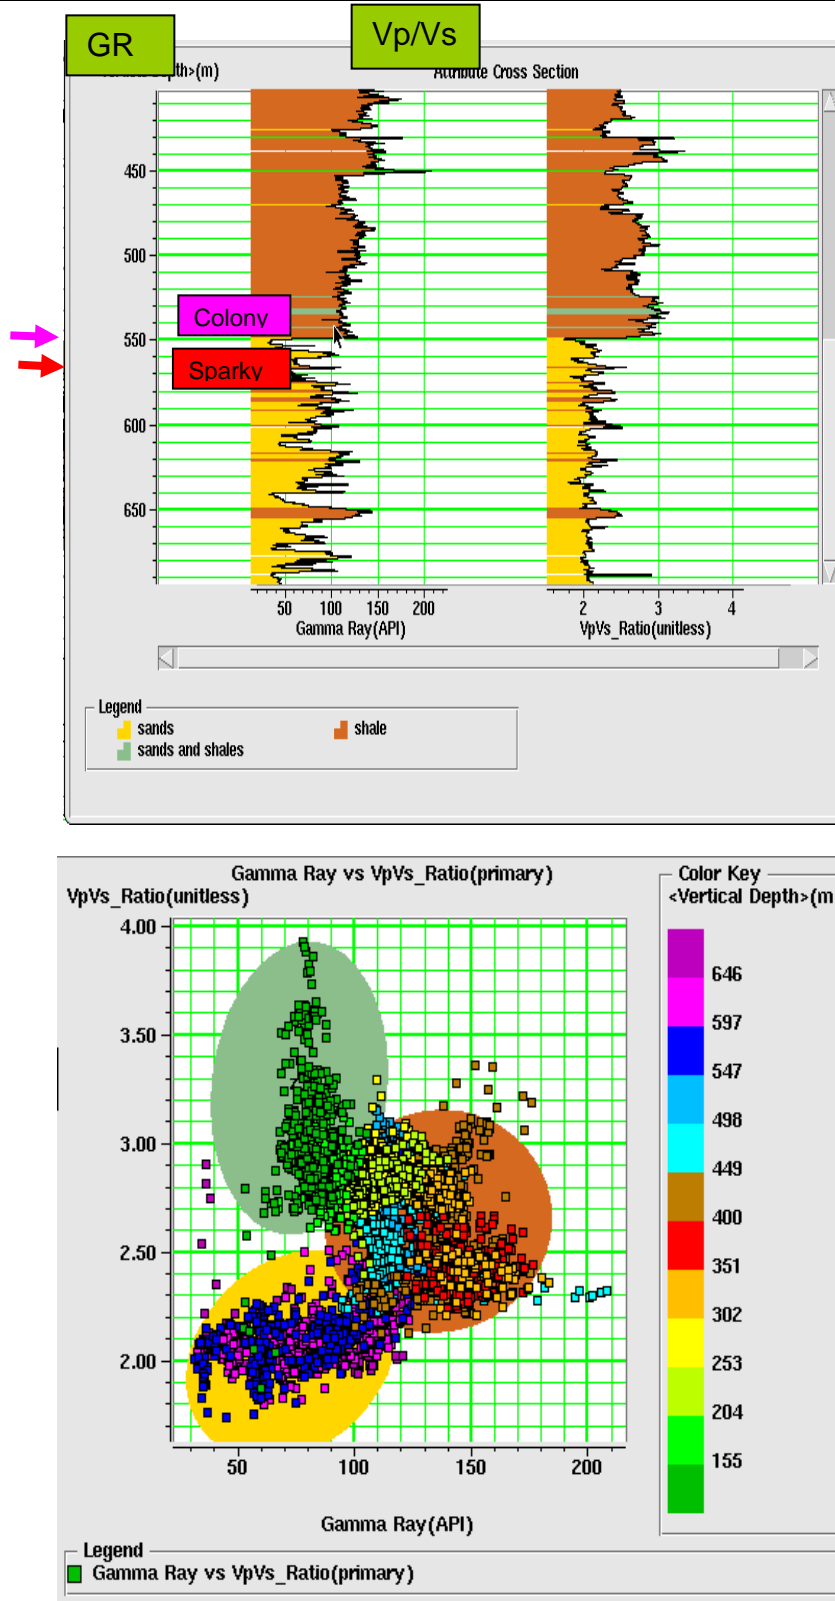 GR
Vp/Vs
th>(m)
Attribute Cross Section
450
500
Colony
550
Sparky
600
650
50 100 150 200 2 3 4
Gamma Ray(API) VpVs_Ratio(unitless)
Legend
sands shale
sands and shales
Gamma Ray vs VpVs_Ratio(primary)
VpVs_Ratio(unitless)
4.00
3.50
3.00
2.50
2.00
50 100 150 200
Gamma Ray(API)
Color Key
<Vertical Depth>(m
646
597
547
498
449
400
351
302
253
204
155
Legend
Gamma Ray vs VpVs_Ratio(primary)